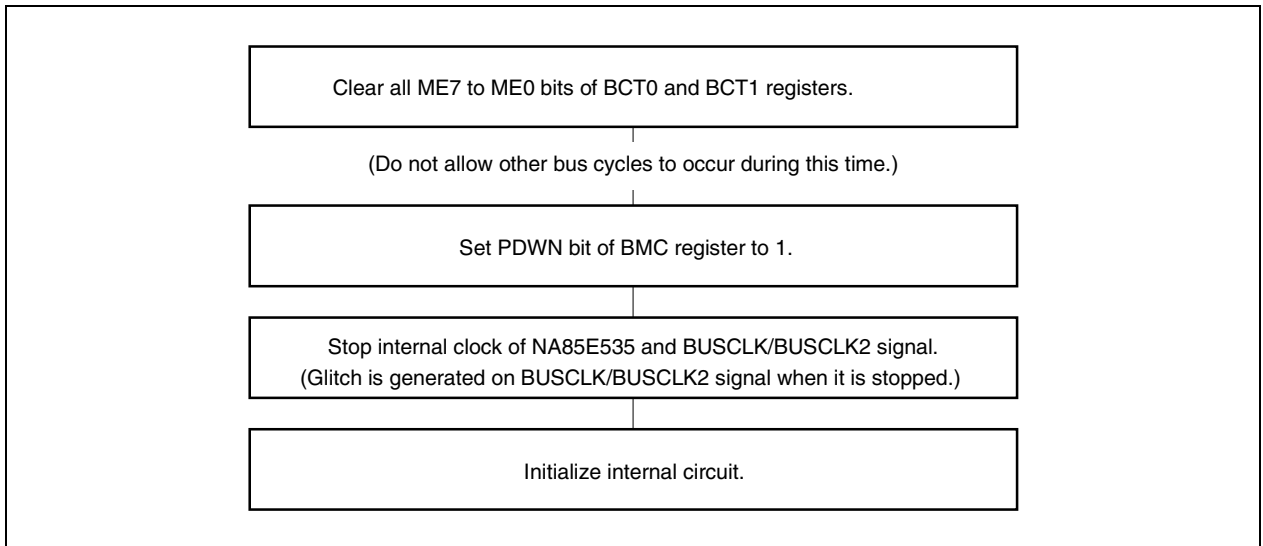 Clear all ME7 to ME0 bits of BCT0 and BCT1 registers.
(Do not allow other bus cycles to occur during this time.)
Set PDWN bit of BMC register to 1.
Stop internal clock of NA85E535 and BUSCLK/BUSCLK2 signal.
(Glitch is generated on BUSCLK/BUSCLK2 signal when it is stopped.)
Initialize internal circuit.